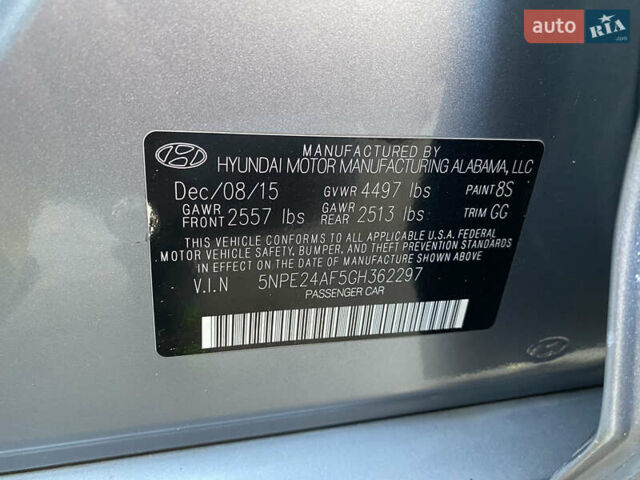 auto RIA.com
MANUFACTURED BY
HYUNDAI MOTOR MANUFACTURING ALABAMA, LLC
Dec/08/15 GVWR 4497 lbs PAINT 8S
GAWR FRONT 2557 lbs GAWR REAR 2513 lbs TRIM GG
THIS VEHICLE CONFORMS TO ALL APPLICABLE U.S.A. FEDERAL
MOTOR VEHICLE SAFETY, BUMPER, AND THEFT PREVENTION STANDARDS
IN EFFECT ON THE DATE OF MANUFACTURE SHOWN ABOVE
V.I.N 5NPE24AF5GH362297
PASSENGER CAR